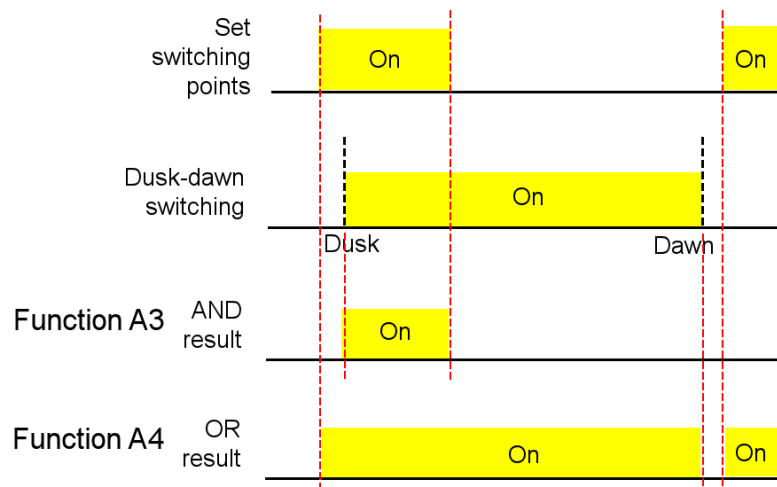 Set
switching
points
On
On
Dusk-dawn
switching
On
Dusk
Dawn
Function A3
AND
result
On
Function A4
OR
result
On
On